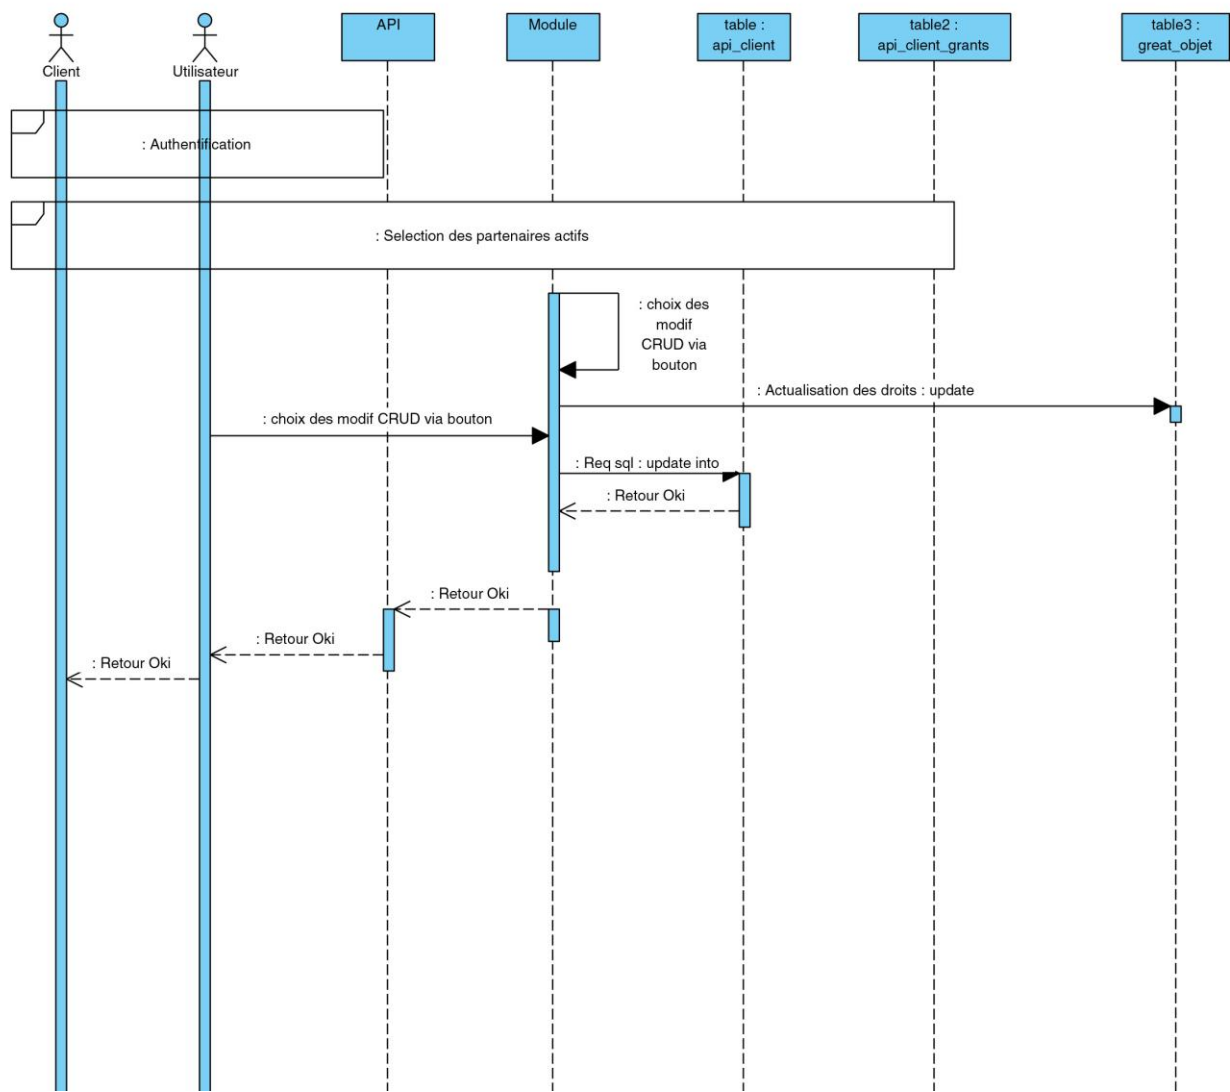 Client
Utilisateur
API
Module
table :
api_client
table2 :
api_client_grants
table3 :
great_objet
: Authentification
: Selection des partenaires actifs
: choix des
modif
CRUD via
bouton
: Actualisation des droits : update
: choix des modif CRUD via bouton
: Req sql : update into
: Retour Oki
: Retour Oki
: Retour Oki
: Retour Oki